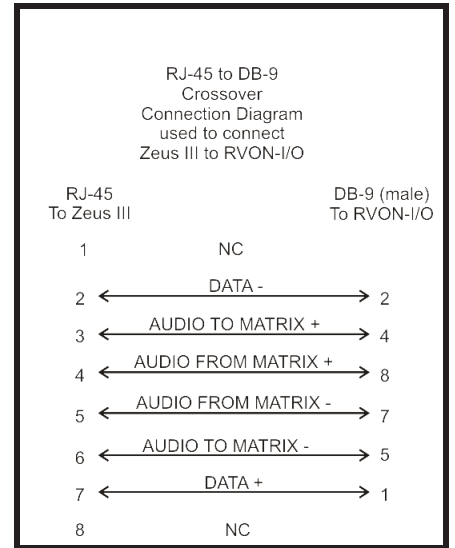 RJ-45 to DB-9
Crossover
Connection Diagram
used to connect
Zeus III to RVON-I/O
RJ-45 DB-9 (male)
To Zeus III To RVON-I/O
1 NC
2 DATA - 2
3 AUDIO TO MATRIX + 4
4 AUDIO FROM MATRIX + 8
5 AUDIO FROM MATRIX - 7
6 AUDIO TO MATRIX - 5
7 DATA + 1
8 NC